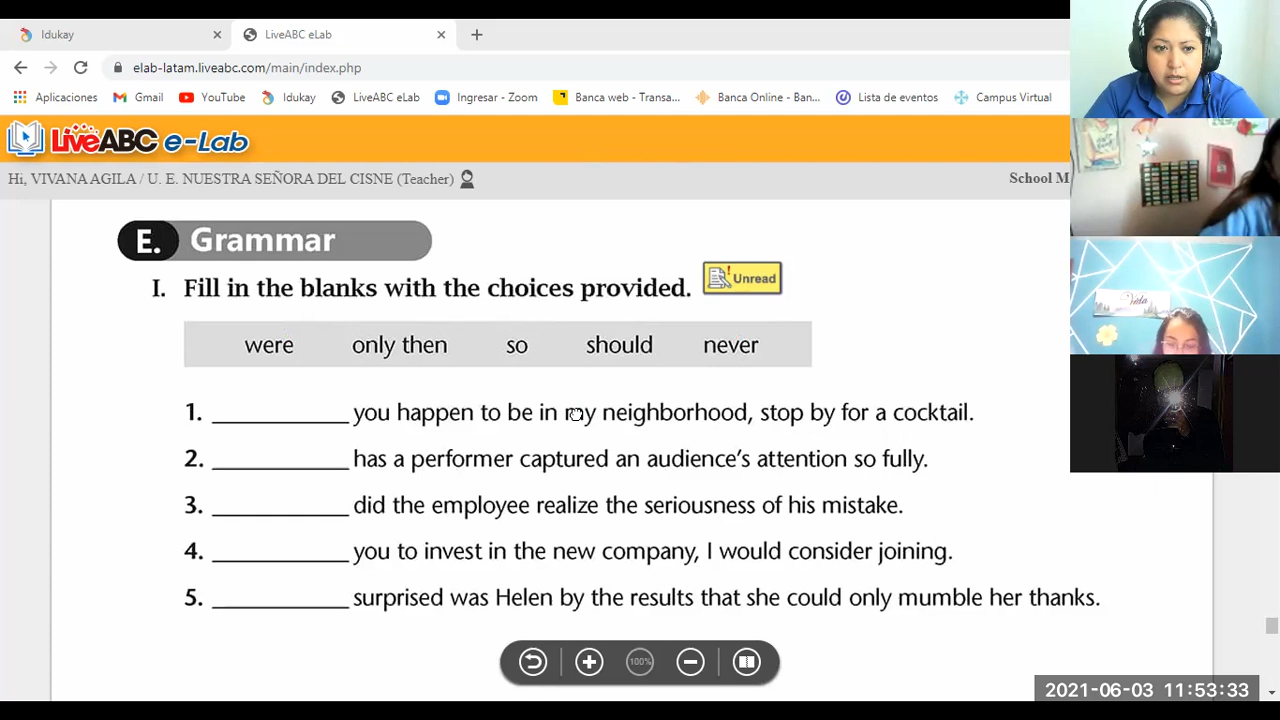 Idukay
LiveABC eLab
elab-latam.liveabc.com/main/index.php
Aplicaciones Gmail YouTube Idukay LiveABC eLab Ingresar - Zoom Banca web - Transa... Banca Online - Ban... Lista de eventos Campus Virtual
LiveABC e-Lab
Hi, VIVANA AGILA / U. E. NUESTRA SEÑORA DEL CISNE (Teacher)
School M
E. Grammar
I. Fill in the blanks with the choices provided. Unread
were only then so should never
1. ____________ you happen to be in my neighborhood, stop by for a cocktail.
2. ____________ has a performer captured an audience's attention so fully.
3. ____________ did the employee realize the seriousness of his mistake.
4. ____________ you to invest in the new company, I would consider joining.
5. ____________ surprised was Helen by the results that she could only mumble her thanks.
100%
2021-06-03 11:53:33